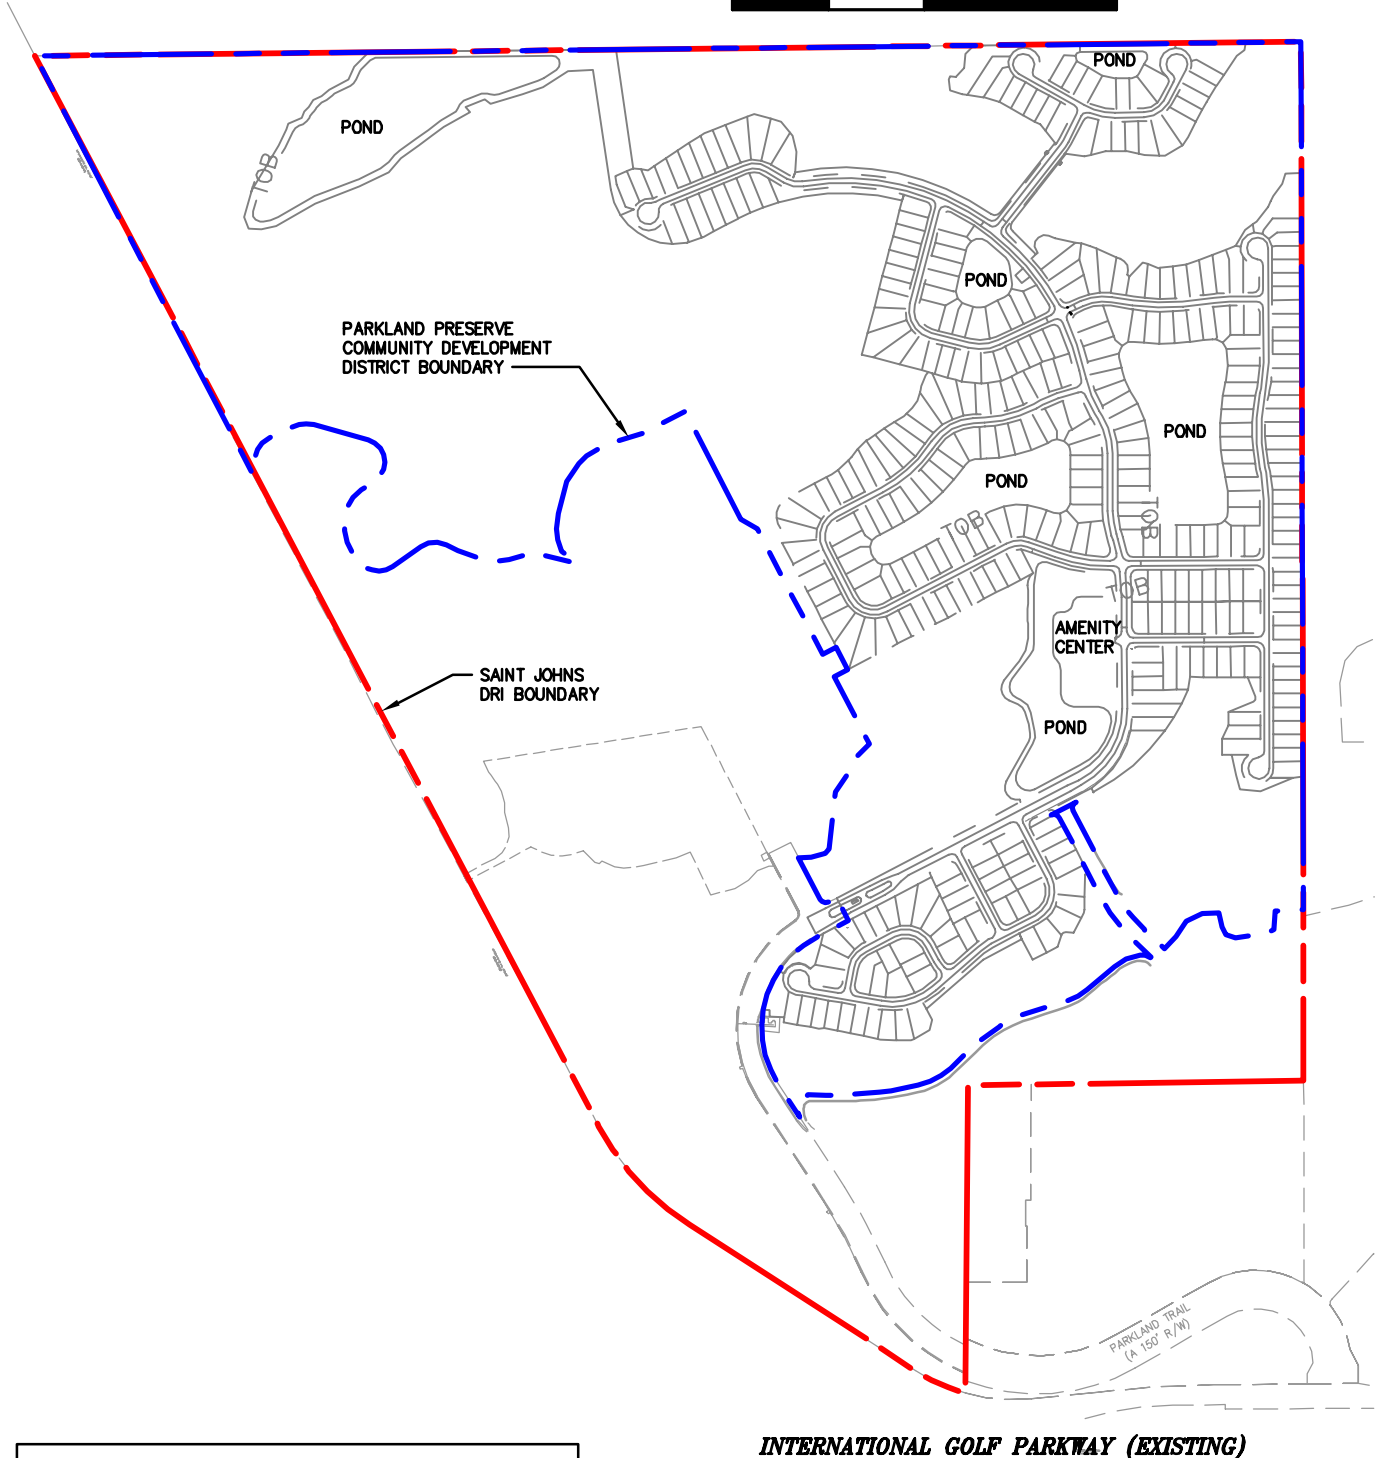 POND
POND
TOB
POND
PARKLAND PRESERVE
COMMUNITY DEVELOPMENT
DISTRICT BOUNDARY
POND
POND
TOB
TOB
TOB
AMENITY
CENTER
SAINT JOHNS
DRI BOUNDARY
POND
PARKLAND TRAIL
(A 150' R/W)
INTERNATIONAL GOLF PARKWAY (EXISTING)